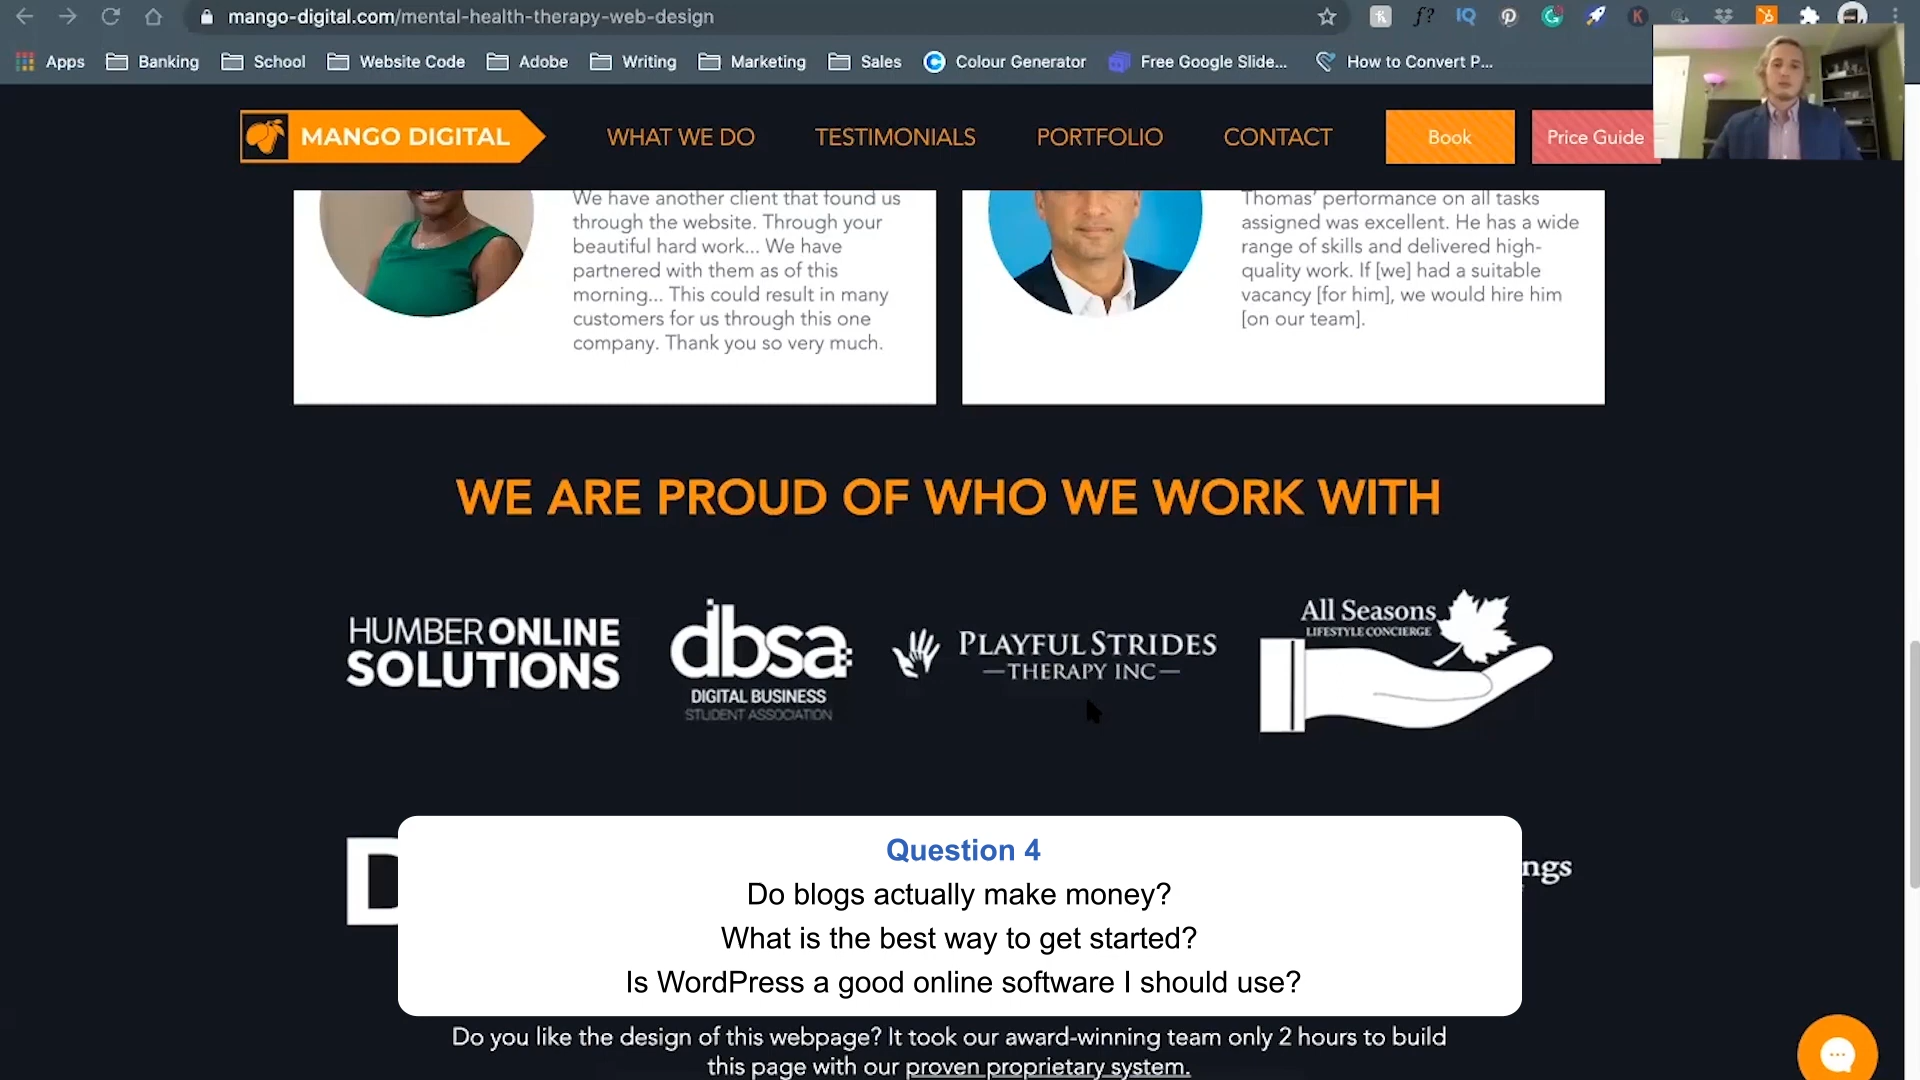 mango-digital.com/mental-health-therapy-web-design
Apps
Banking
School
Website Code
Adobe
Writing
Marketing
Sales
Colour Generator
Free Google Slide...
How to Convert P...
MANGO DIGITAL
WHAT WE DO
TESTIMONIALS
PORTFOLIO
CONTACT
Book
Price Guide
We have another client that found us
through the website. Through your
beautiful hard work... We have
partnered with them as of this
morning... This could result in many
customers for us through this one
company. Thank you so very much.
Thomas' performance on all tasks
assigned was excellent. He has a wide
range of skills and delivered high-
quality work. If [we] had a suitable
vacancy [for him], we would hire him
[on our team].
WE ARE PROUD OF WHO WE WORK WITH
HUMBER ONLINE
SOLUTIONS
dbsa
DIGITAL BUSINESS
STUDENT ASSOCIATION
PLAYFUL STRIDES
—THERAPY INC—
All Seasons
LIFESTYLE CONCIERGE
D
ngs
Question 4
Do blogs actually make money?
What is the best way to get started?
Is WordPress a good online software I should use?
Do you like the design of this webpage? It took our award-winning team only 2 hours to build
this page with our proven proprietary system.